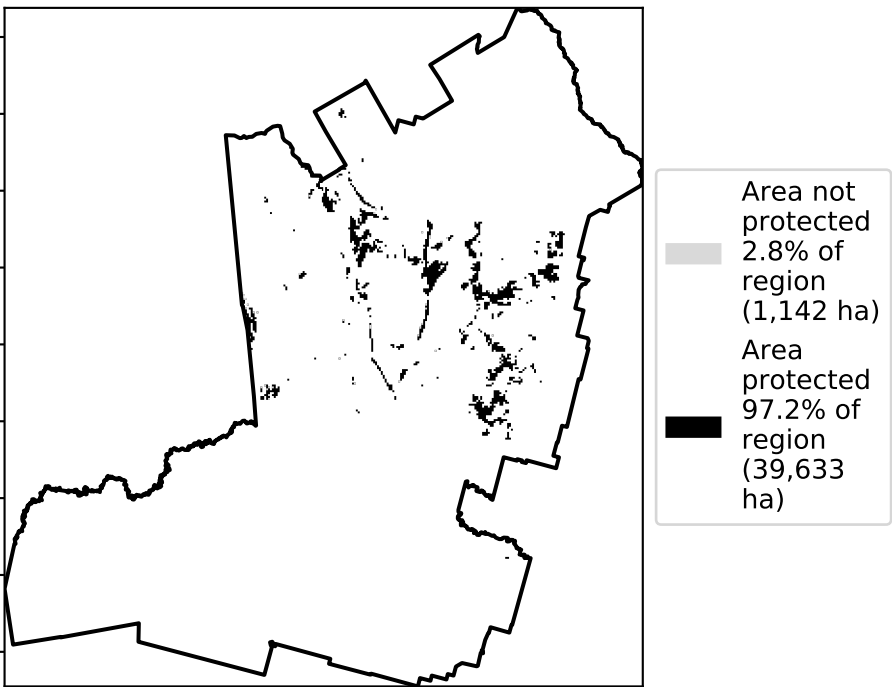 Area not
protected
2.8% of
region
(1,142 ha)
Area
protected
97.2% of
region
(39,633
ha)